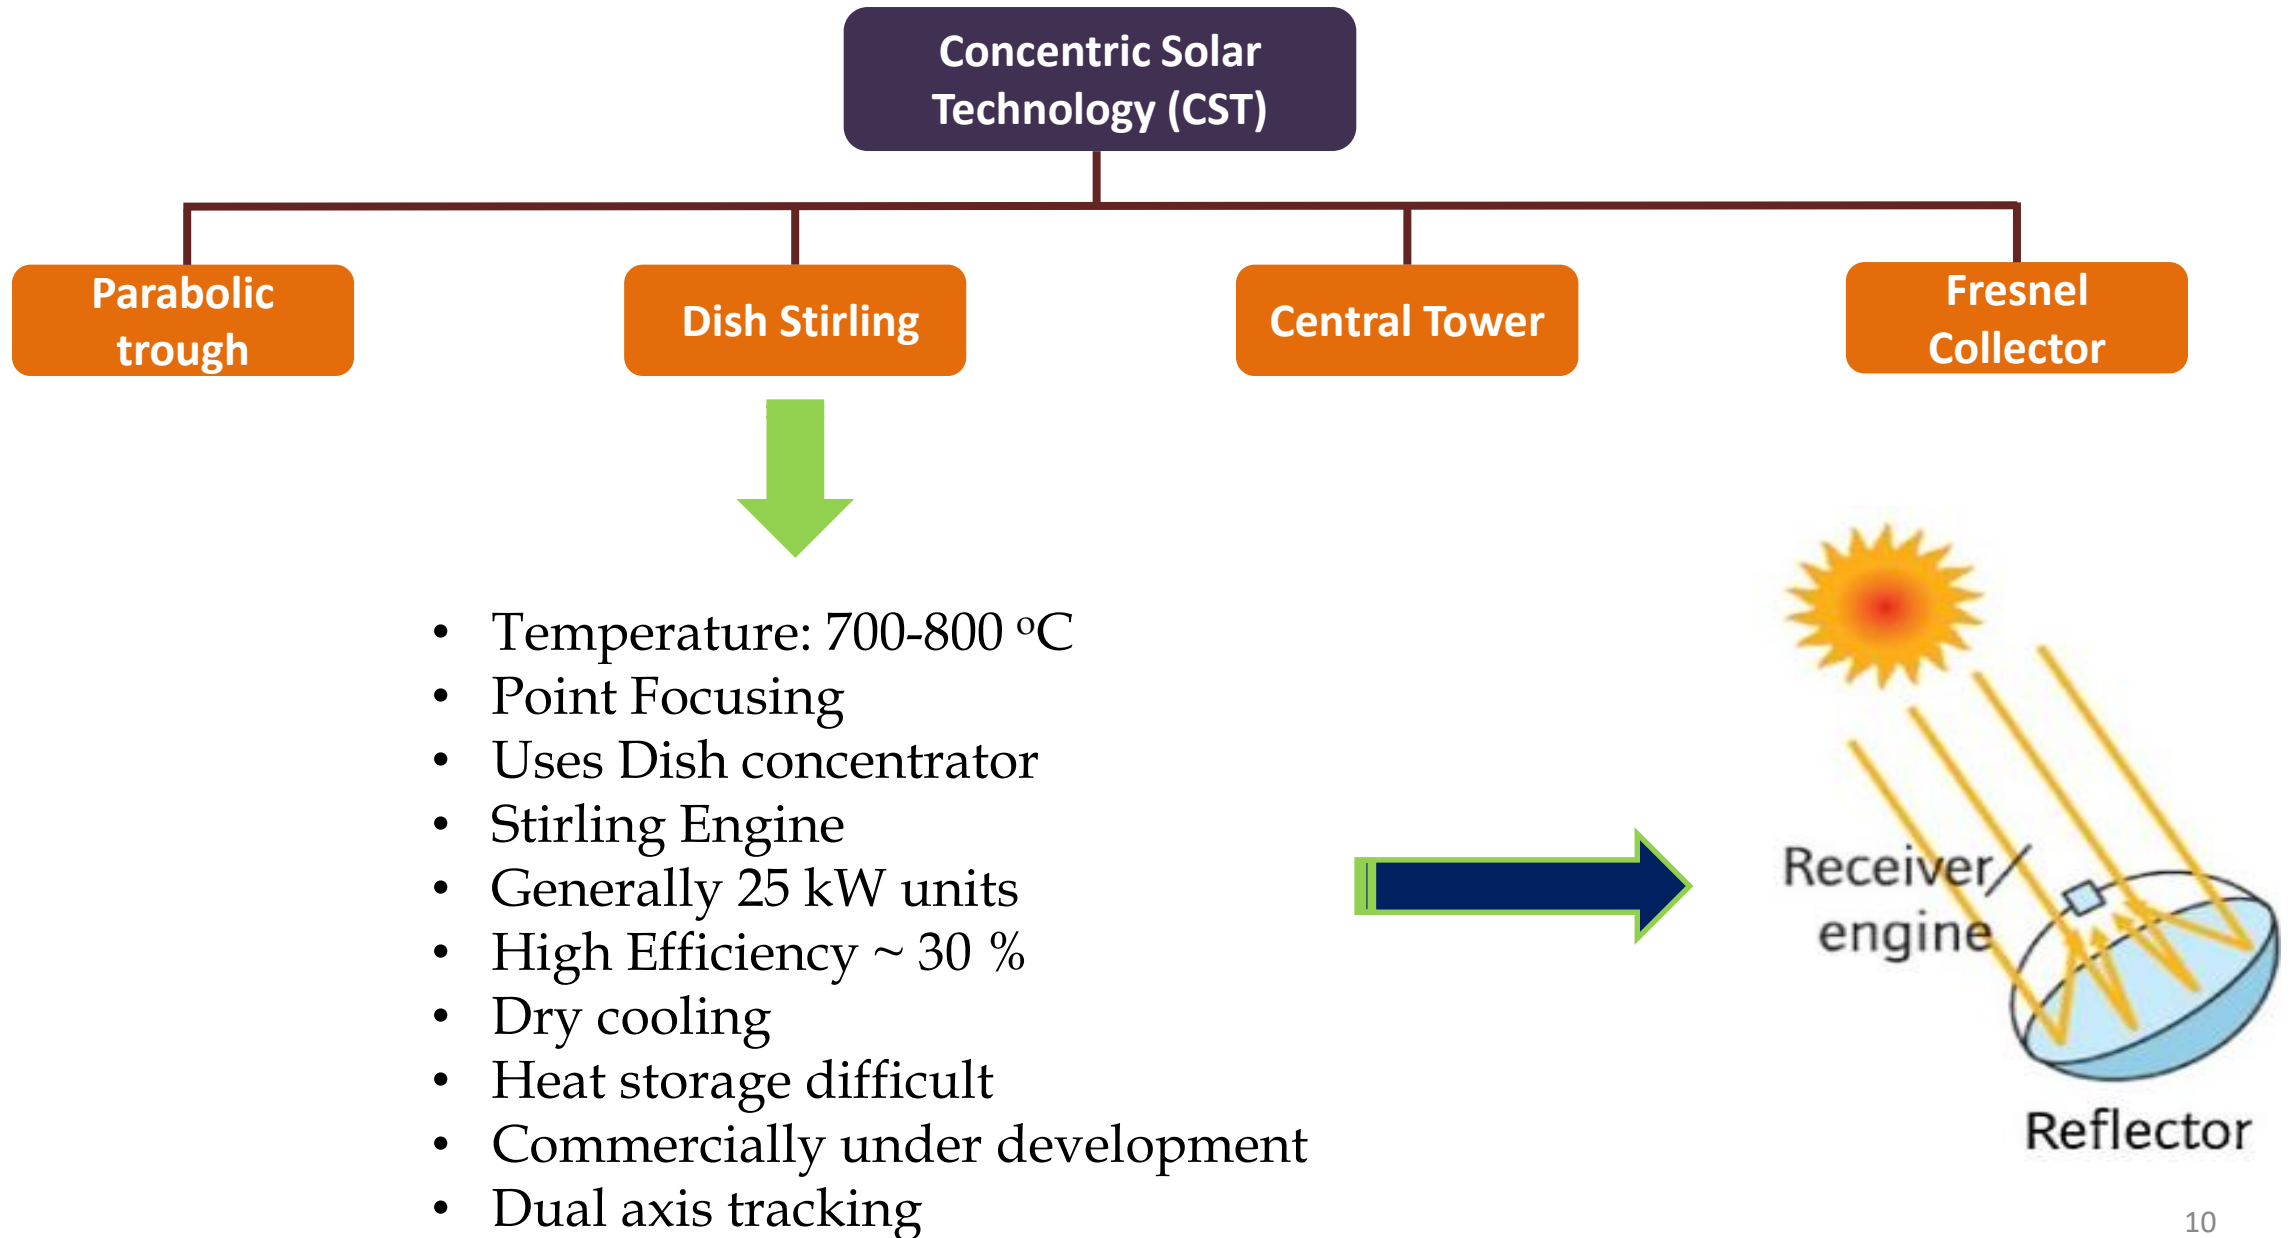 Concentric Solar
Technology (CST)
Parabolic
trough
Dish Stirling
Central Tower
Fresnel
Collector
• Temperature: 700-800 ᵒC
• Point Focusing
• Uses Dish concentrator
• Stirling Engine
• Generally 25 kW units
• High Efficiency ~ 30 %
• Dry cooling
• Heat storage difficult
• Commercially under development
• Dual axis tracking
Receiver/
engine
Reflector
10